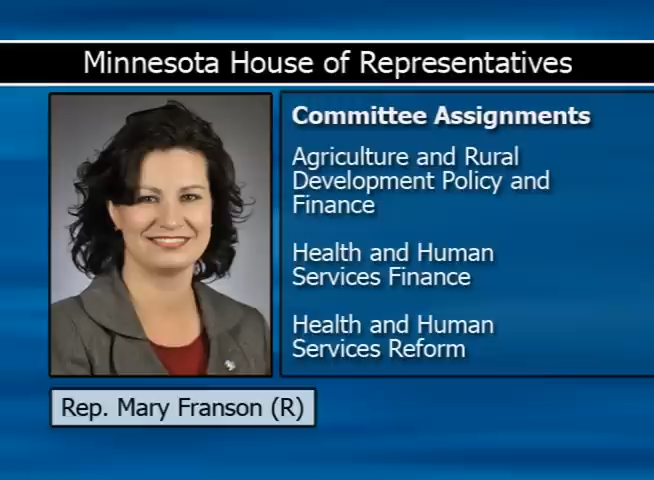 Minnesota House of Representatives
Committee Assignments
Agriculture and Rural
Development Policy and
Finance
Health and Human
Services Finance
Health and Human
Services Reform
Rep. Mary Franson (R)